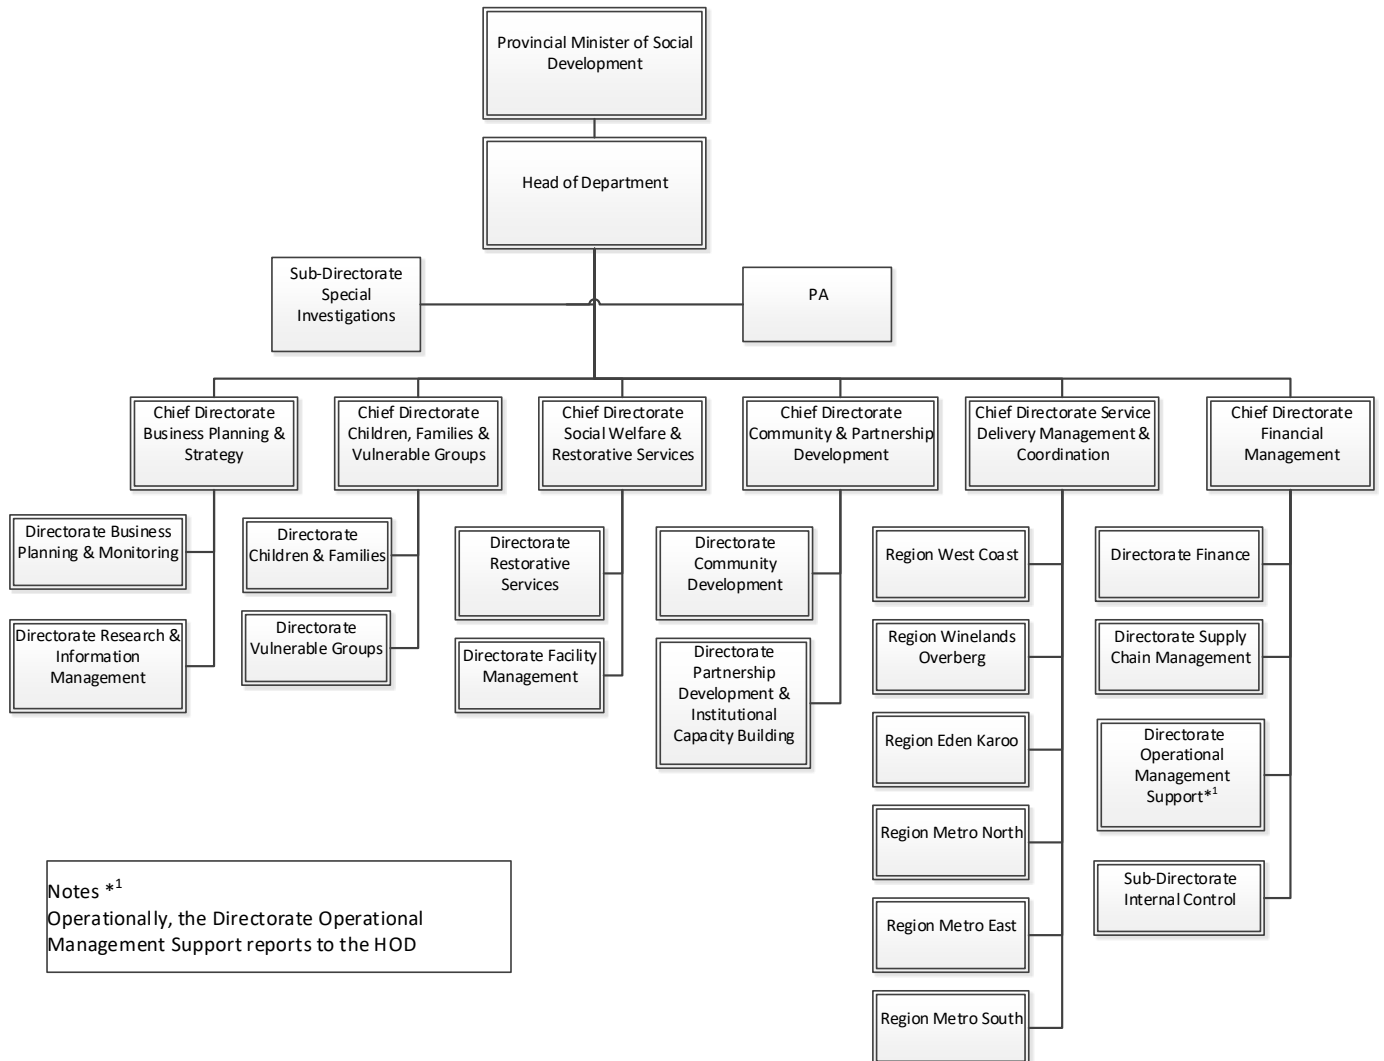 Provincial Minister of Social
Development
Head of Department
Sub-Directorate
Special
Investigations
PA
Chief Directorate
Business Planning &
Strategy
Chief Directorate
Children, Families &
Vulnerable Groups
Chief Directorate
Social Welfare &
Restorative Services
Chief Directorate
Community & Partnership
Development
Chief Directorate Service
Delivery Management &
Coordination
Chief Directorate
Financial
Management
Directorate Business
Planning & Monitoring
Directorate Research &
Information
Management
Directorate
Children & Families
Directorate
Vulnerable Groups
Directorate
Restorative
Services
Directorate Facility
Management
Directorate
Community
Development
Directorate
Partnership
Development &
Institutional
Capacity Building
Region West Coast
Region Winelands
Overberg
Region Eden Karoo
Region Metro North
Region Metro East
Region Metro South
Directorate Finance
Directorate Supply
Chain Management
Directorate
Operational
Management
Support*1
Sub-Directorate
Internal Control
Notes *1
Operationally, the Directorate Operational
Management Support reports to the HOD